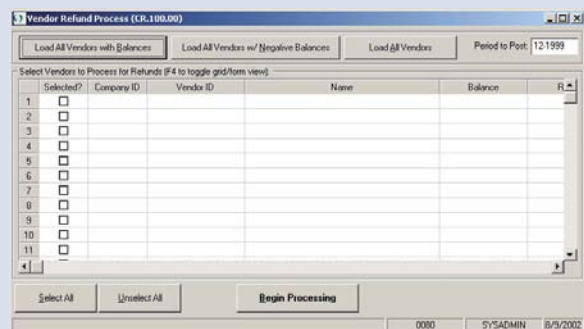 Vendor Refund Process (CR.100.00)
Load All Vendors with Balances Load All Vendors w/ Negative Balances Load All Vendors Period to Post: 12-1999
Select Vendors to Process for Refunds (F4 to toggle grid/form view)
Selected? Company ID Vendor ID Name Balance R
1
2
3
4
5
6
7
8
9
10
11
Select All Unselect All Begin Processing
0080 SYSADMIN 8/9/2002